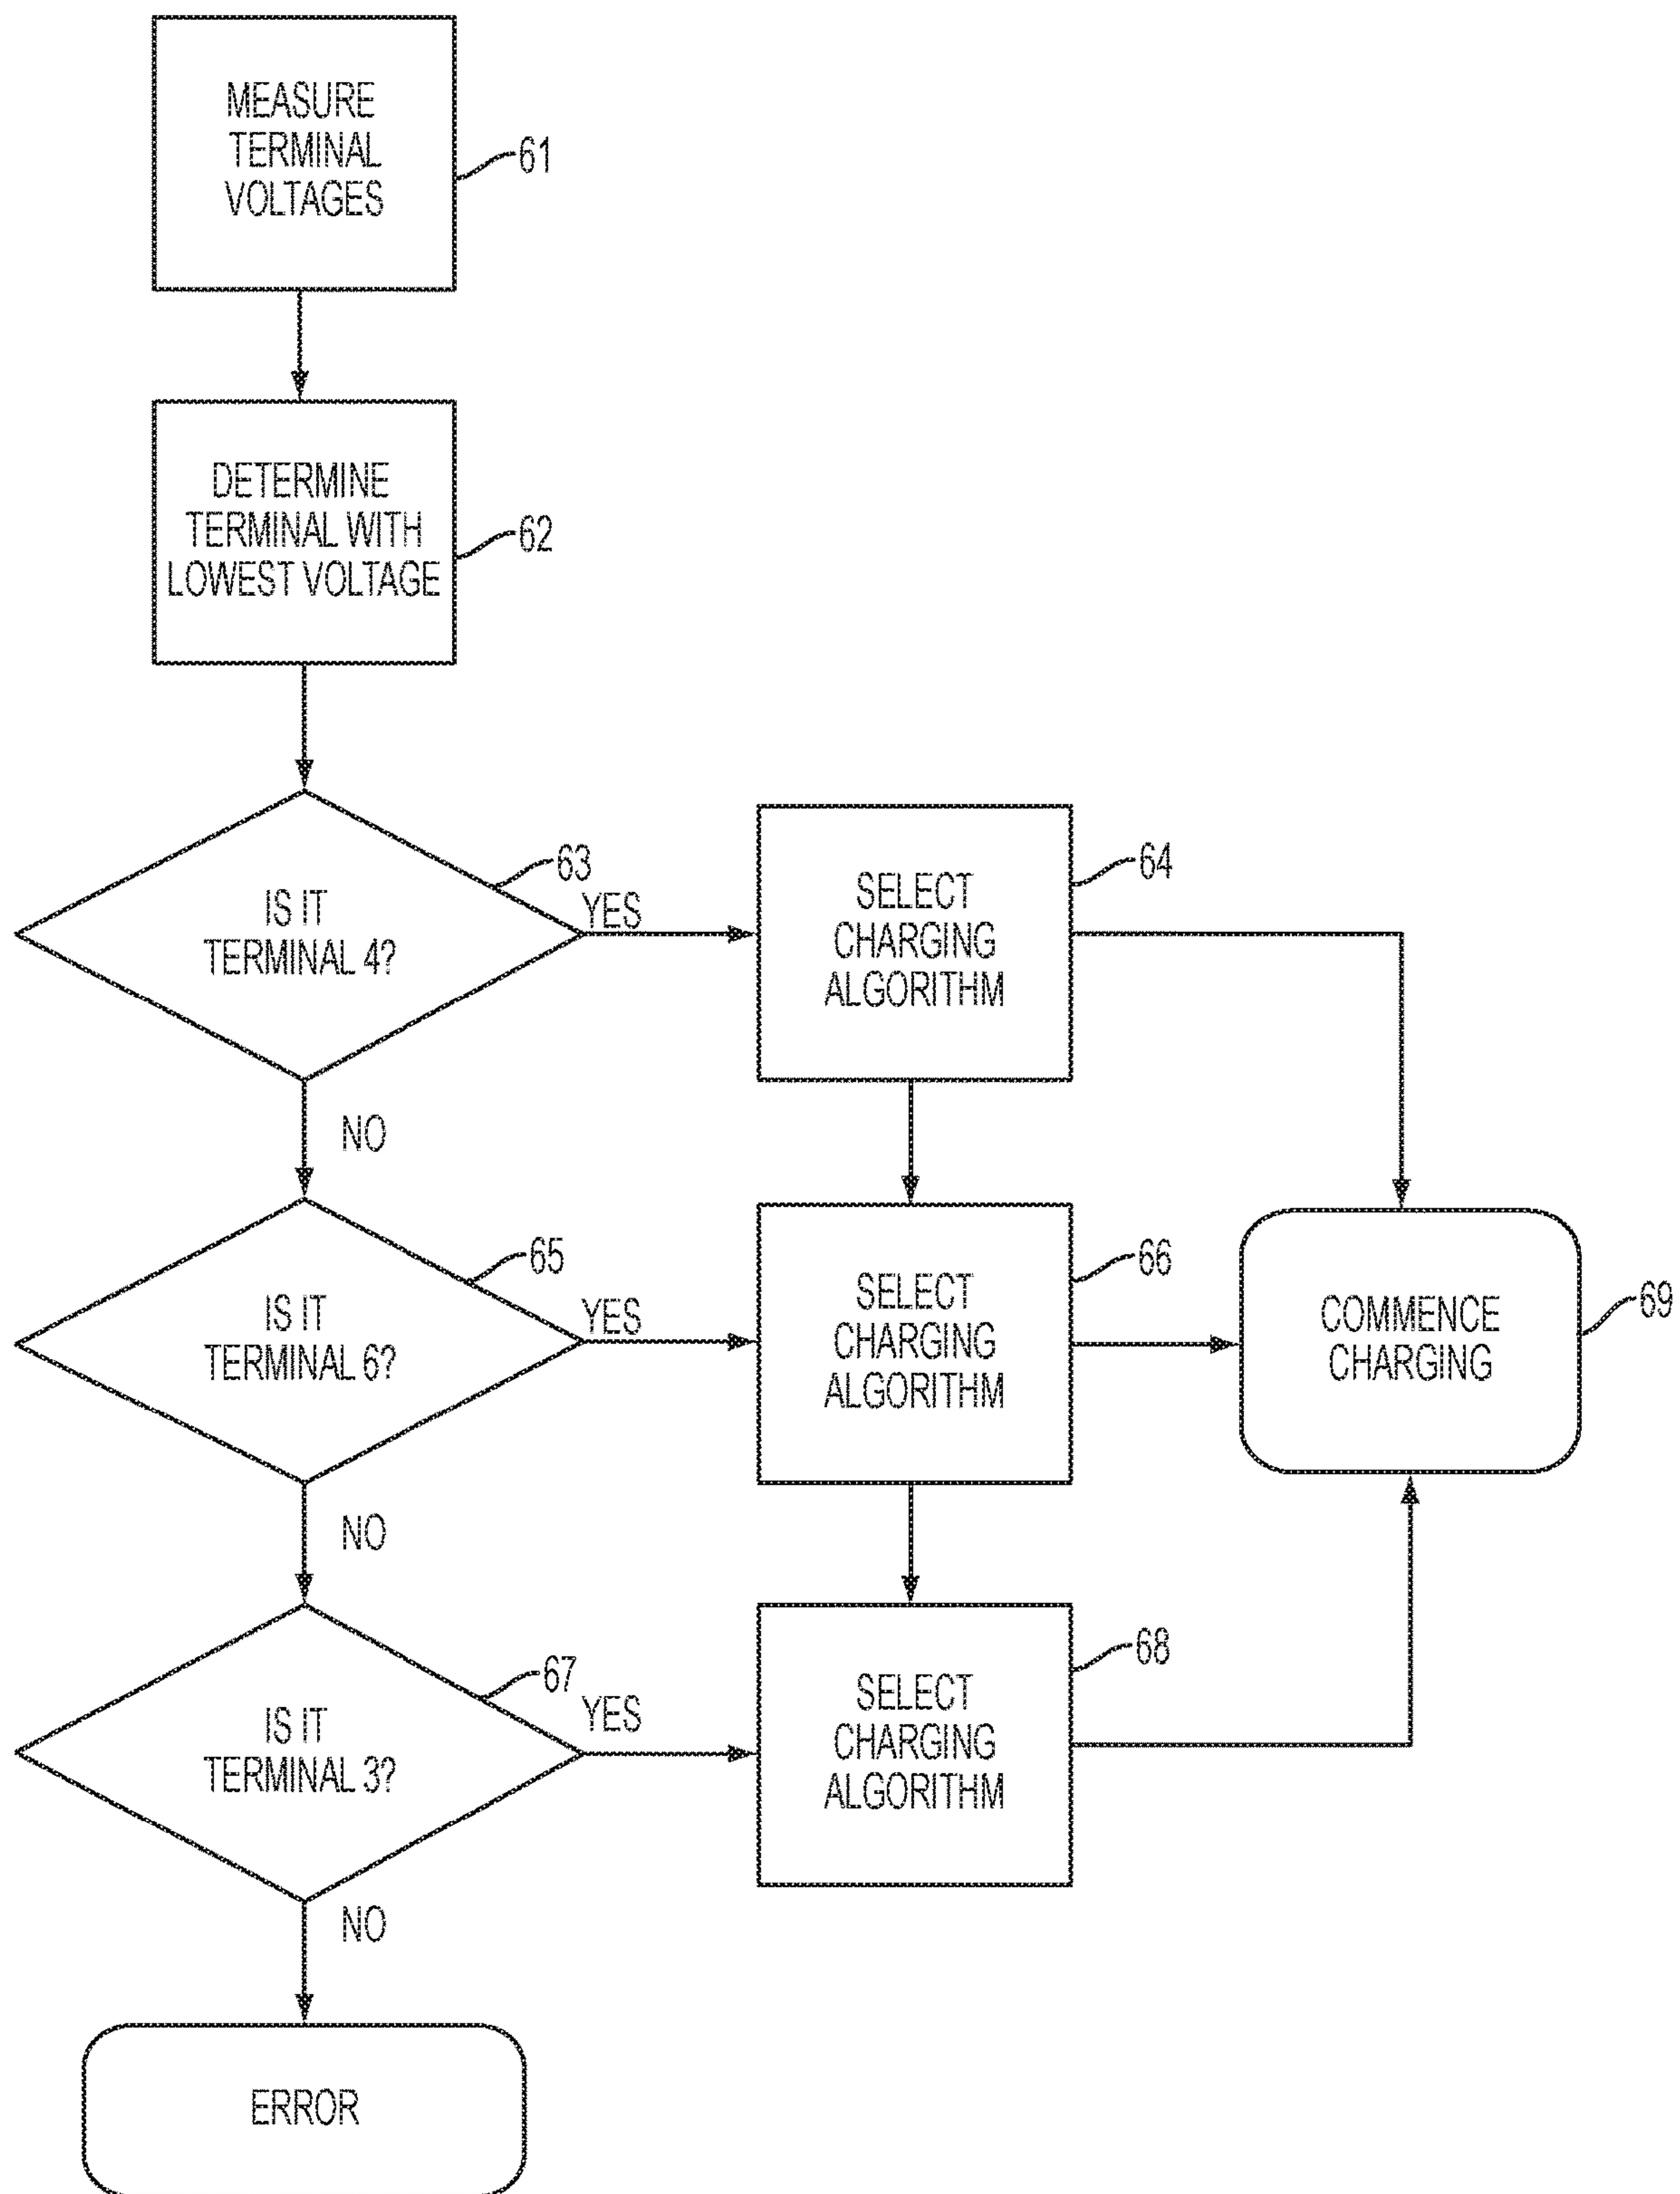 MEASURE
TERMINAL
VOLTAGES
61
DETERMINE
TERMINAL WITH
LOWEST VOLTAGE
62
IS IT
TERMINAL 4?
63
YES
SELECT
CHARGING
ALGORITHM
64
NO
IS IT
TERMINAL 6?
65
YES
SELECT
CHARGING
ALGORITHM
66
COMMENCE
CHARGING
69
NO
IS IT
TERMINAL 3?
67
YES
SELECT
CHARGING
ALGORITHM
68
NO
ERROR